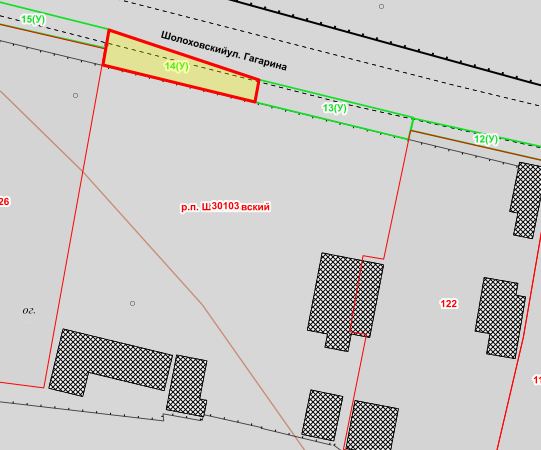 15(У)
Шолоховскийул. Гагарина
14(У)
13(У)
12(У)
26
р.п. Ш30103вский
122
ог.
11